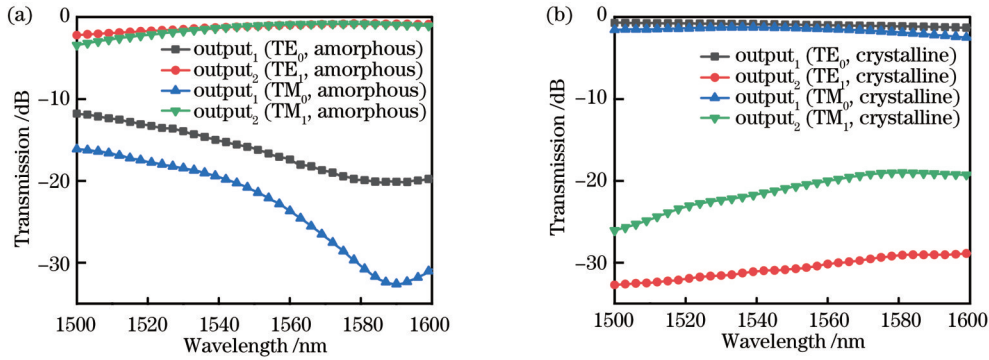 (a)
0
−10
−20
−30
Transmission /dB
output₁ (TE₀, amorphous)
output₂ (TE₁, amorphous)
output₁ (TM₀, amorphous)
output₂ (TM₁, amorphous)
1500 1520 1540 1560 1580 1600
Wavelength /nm
(b)
0
−10
−20
−30
Transmission /dB
output₁ (TE₀, crystalline)
output₂ (TE₁, crystalline)
output₁ (TM₀, crystalline)
output₂ (TM₁, crystalline)
1500 1520 1540 1560 1580 1600
Wavelength /nm